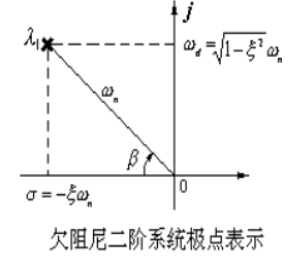 j
λ₁
ω_d = √(1-ξ²) ω_n
ω_n
β
0
σ = -ξω_n
欠阻尼二阶系统极点表示